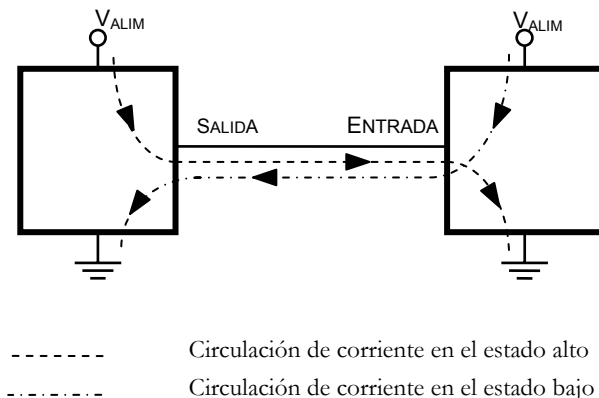 VALIM
VALIM
SALIDA
ENTRADA
Circulación de corriente en el estado alto
Circulación de corriente en el estado bajo